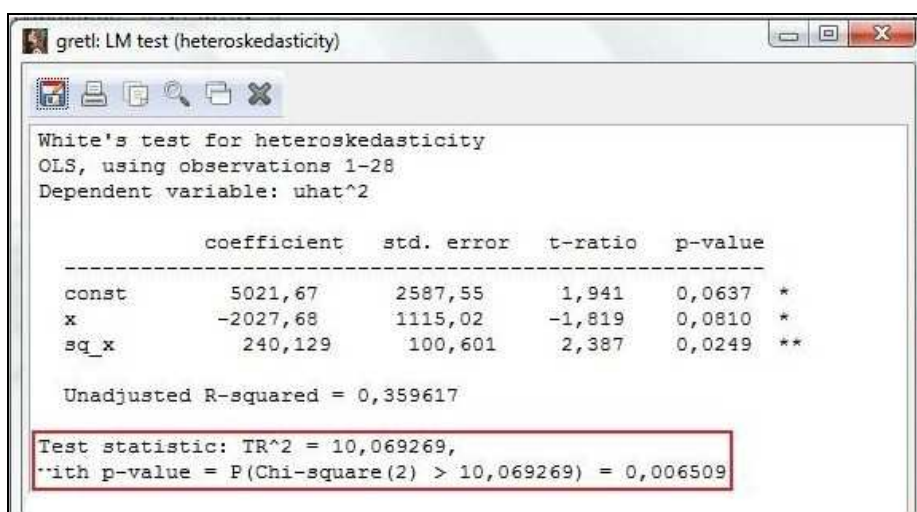 gretl: LM test (heteroskedasticity)
White's test for heteroskedasticity
OLS, using observations 1-28
Dependent variable: uhat^2
coefficient std. error t-ratio p-value
const 5021,67 2587,55 1,941 0,0637 *
x -2027,68 1115,02 -1,819 0,0810 *
sq_x 240,129 100,601 2,387 0,0249 **
Unadjusted R-squared = 0,359617
Test statistic: TR^2 = 10,069269,
ith p-value = P(Chi-square(2) > 10,069269) = 0,006509